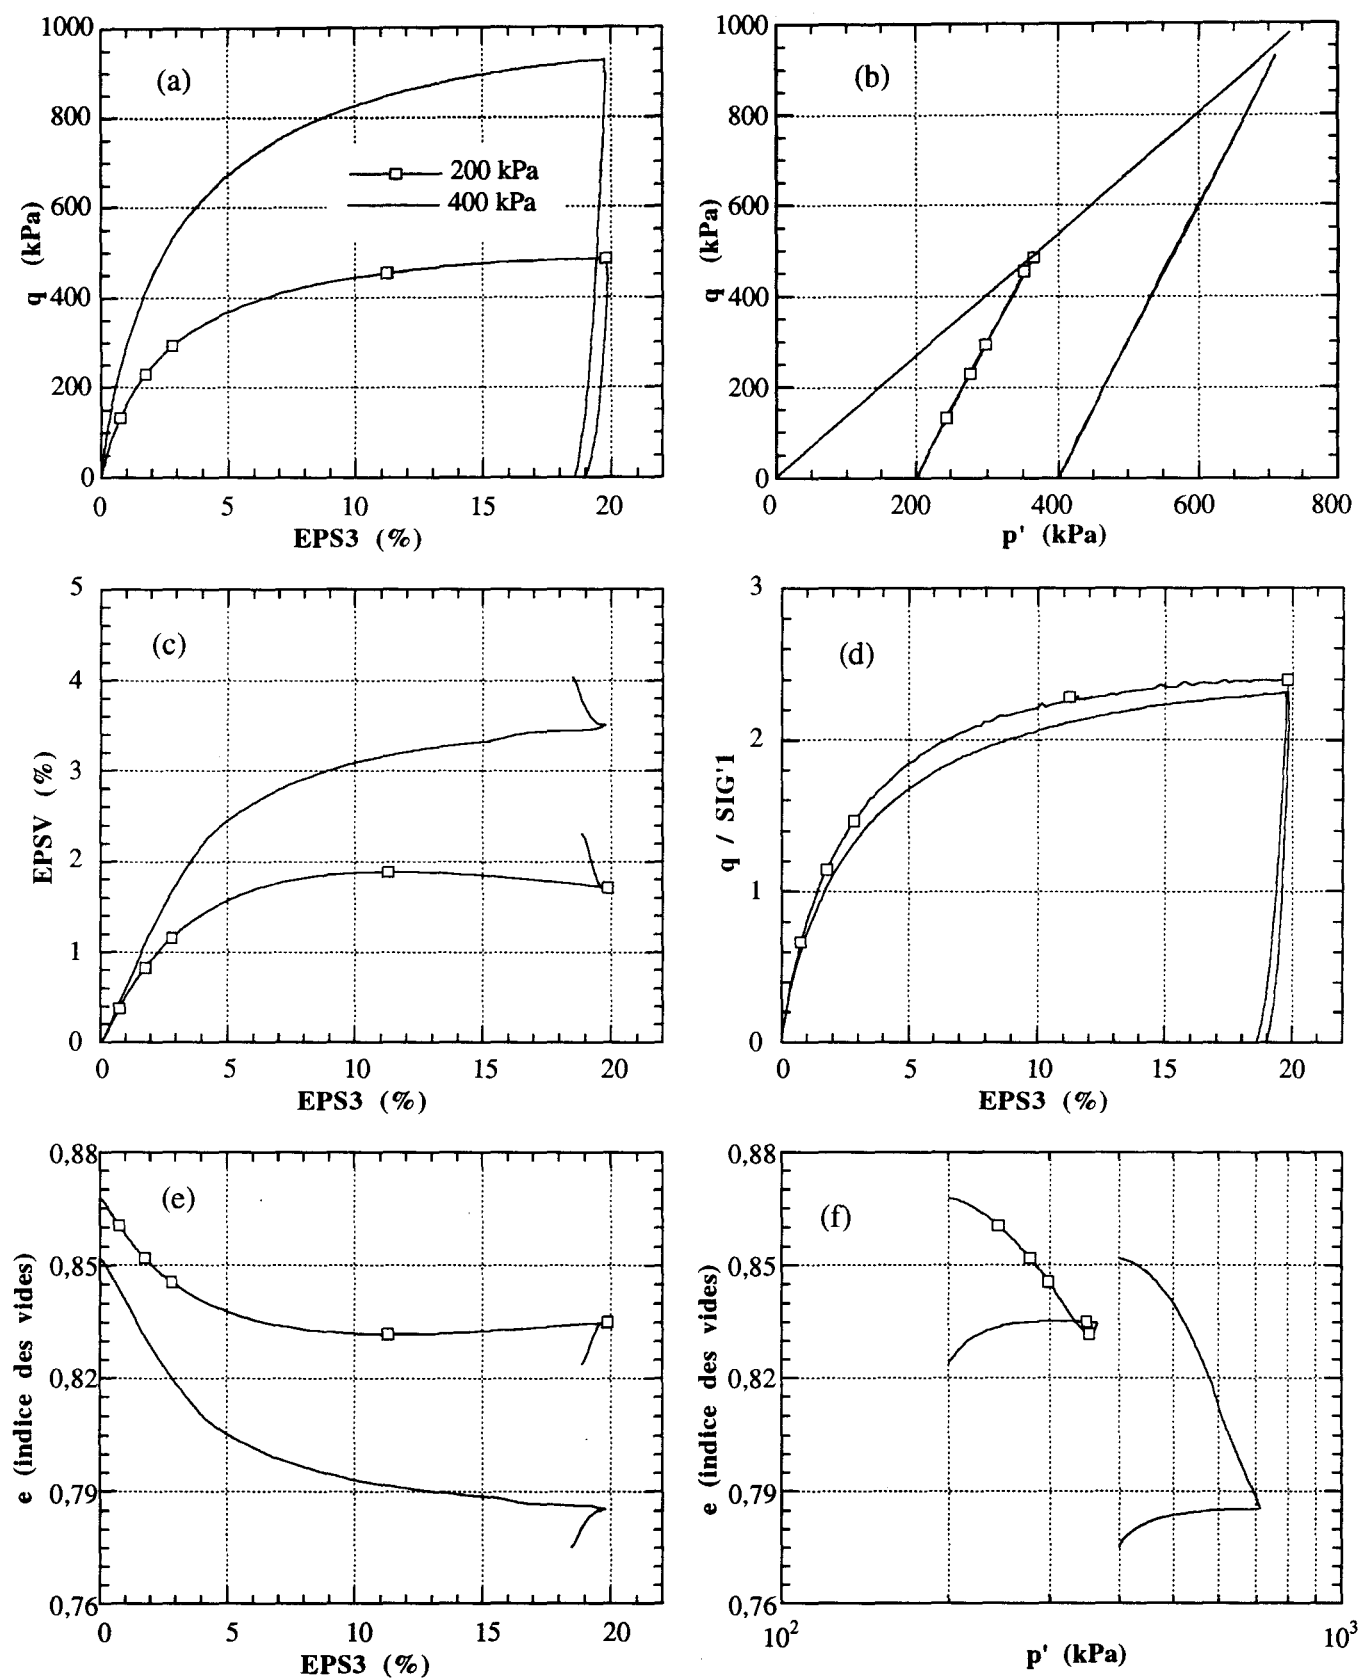 1000
800
600
400
200
0
q (kPa)
(a)
200 kPa
400 kPa
0 5 10 15 20
EPS3 (%)
1000
800
600
400
200
0
q (kPa)
(b)
0 200 400 600 800
p' (kPa)
5
4
3
2
1
0
EPSV (%)
(c)
0 5 10 15 20
EPS3 (%)
3
2
1
0
q / SIG'1
(d)
0 5 10 15 20
EPS3 (%)
0,88
0,85
0,82
0,79
0,76
e (indice des vides)
(e)
0 5 10 15 20
EPS3 (%)
0,88
0,85
0,82
0,79
0,76
e (indice des vides)
(f)
10² 10³
p' (kPa)